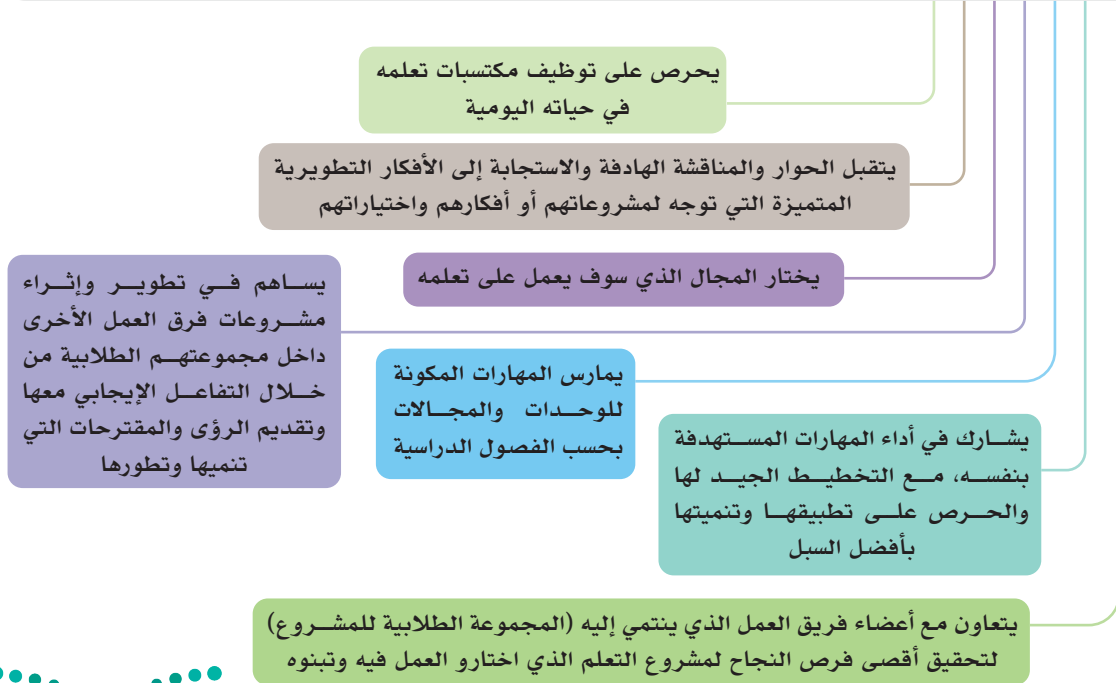 يحرص على توظيف مكتسبات تعلمه
في حياته اليومية
يتقبل الحوار والمناقشة الهادفة والاستجابة إلى الأفكار التطويرية
المتميزة التي توجه لمشروعاتهم أو أفكارهم واختياراتهم
يختار المجال الذي سوف يعمل على تعلمه
يساهم في تطوير وإثراء
مشروعات فرق العمل الأخرى
داخل مجموعتهم الطلابية من
خلال التفاعل الإيجابي معها
وتقديم الرؤى والمقترحات التي
تنميها وتطورها
يمارس المهارات المكونة
للوحدات والمجالات
بحسب الفصول الدراسية
يشارك في أداء المهارات المستهدفة
بنفسه، مع التخطيط الجيد لها
والحرص على تطبيقها وتنميتها
بأفضل السبل
يتعاون مع أعضاء فريق العمل الذي ينتمي إليه (المجموعة الطلابية للمشروع)
لتحقيق أقصى فرص النجاح لمشروع التعلم الذي اختارو العمل فيه وتبنوه